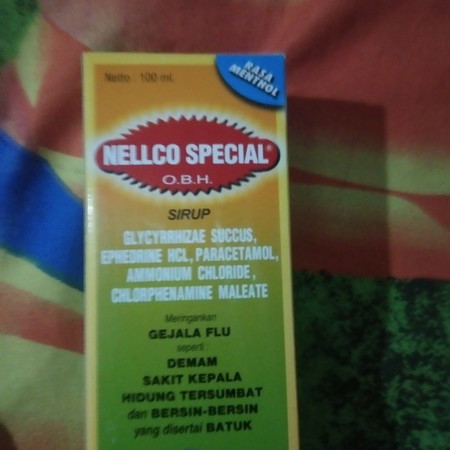 Netto : 100 ml.
RASA
MENTHOL
NELLCO SPECIAL®
O.B.H.
SIRUP
GLYCYRRHIZAE SUCCUS,
EPHEDRINE HCL, PARACETAMOL,
AMMONIUM CHLORIDE,
CHLORPHENAMINE MALEATE
Meringankan
GEJALA FLU
seperti :
DEMAM
SAKIT KEPALA
HIDUNG TERSUMBAT
dan BERSIN-BERSIN
yang disertai BATUK